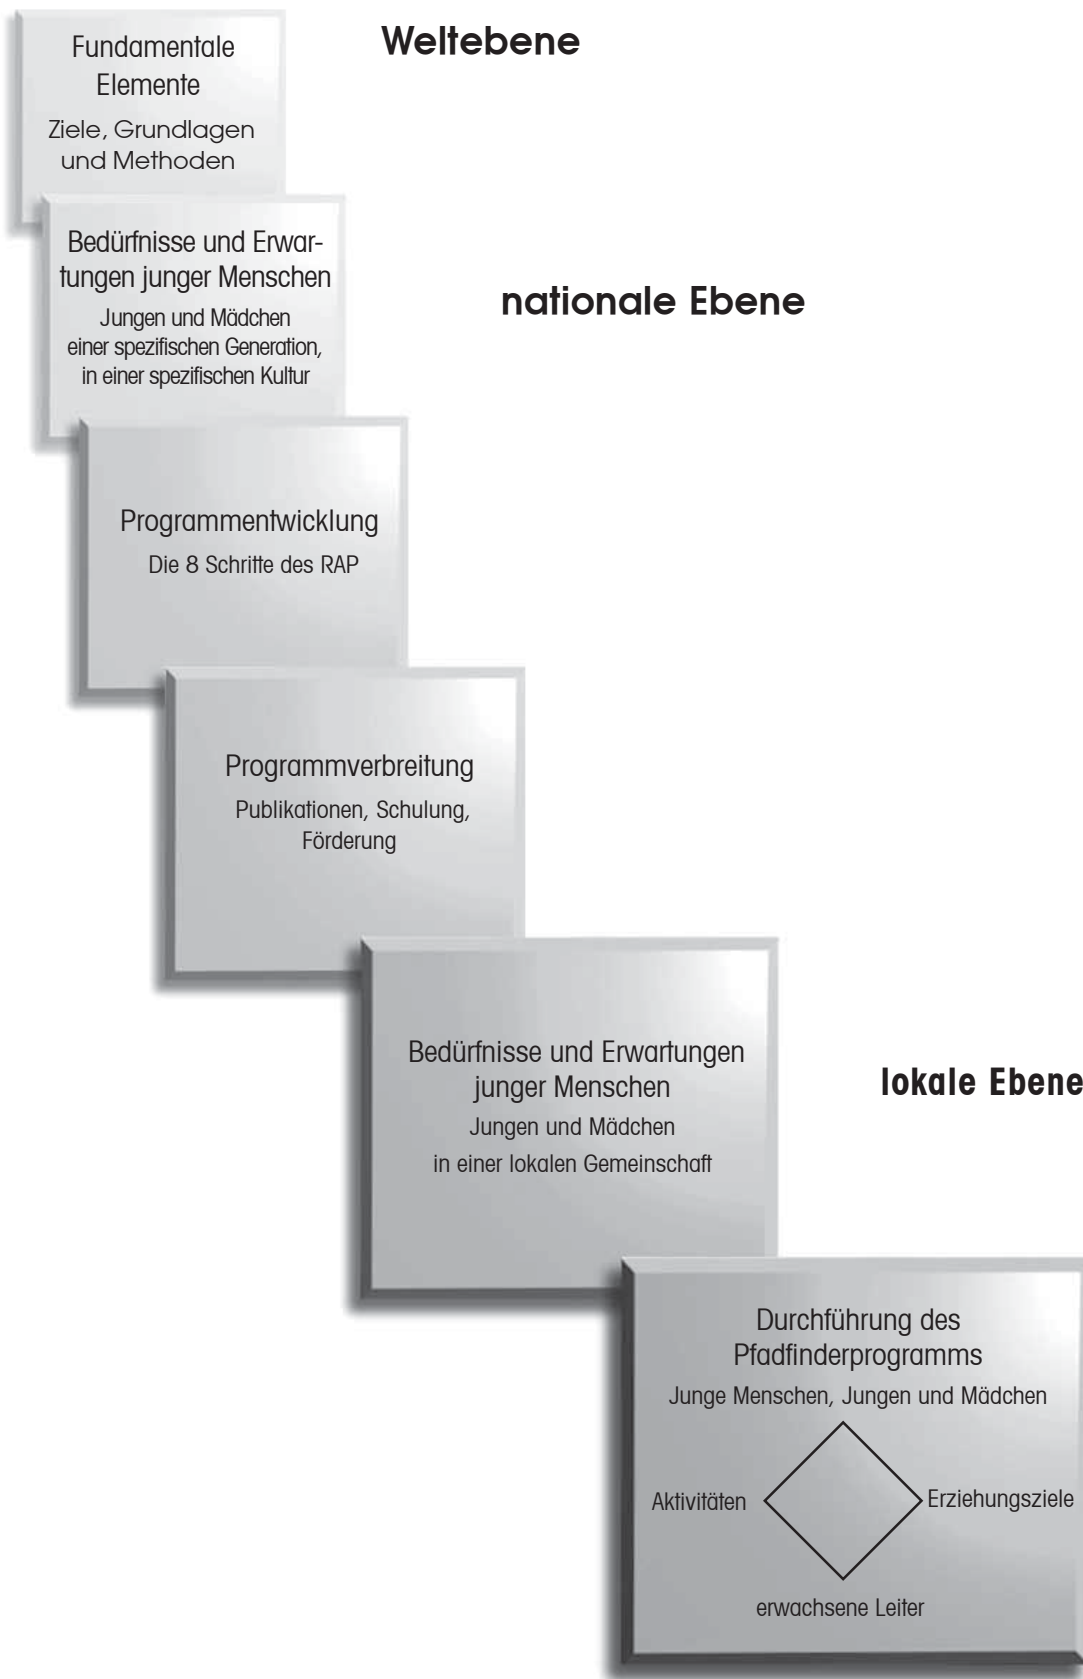 Weltebene
Fundamentale
Elemente
Ziele, Grundlagen
und Methoden
nationale Ebene
Bedürfnisse und Erwar-
tungen junger Menschen
Jungen und Mädchen
einer spezifischen Generation,
in einer spezifischen Kultur
Programmentwicklung
Die 8 Schritte des RAP
Programmverbreitung
Publikationen, Schulung,
Förderung
lokale Ebene
Bedürfnisse und Erwartungen
junger Menschen
Jungen und Mädchen
in einer lokalen Gemeinschaft
Durchführung des
Pfadfinderprogramms
Junge Menschen, Jungen und Mädchen
Aktivitäten
Erziehungsziele
erwachsene Leiter